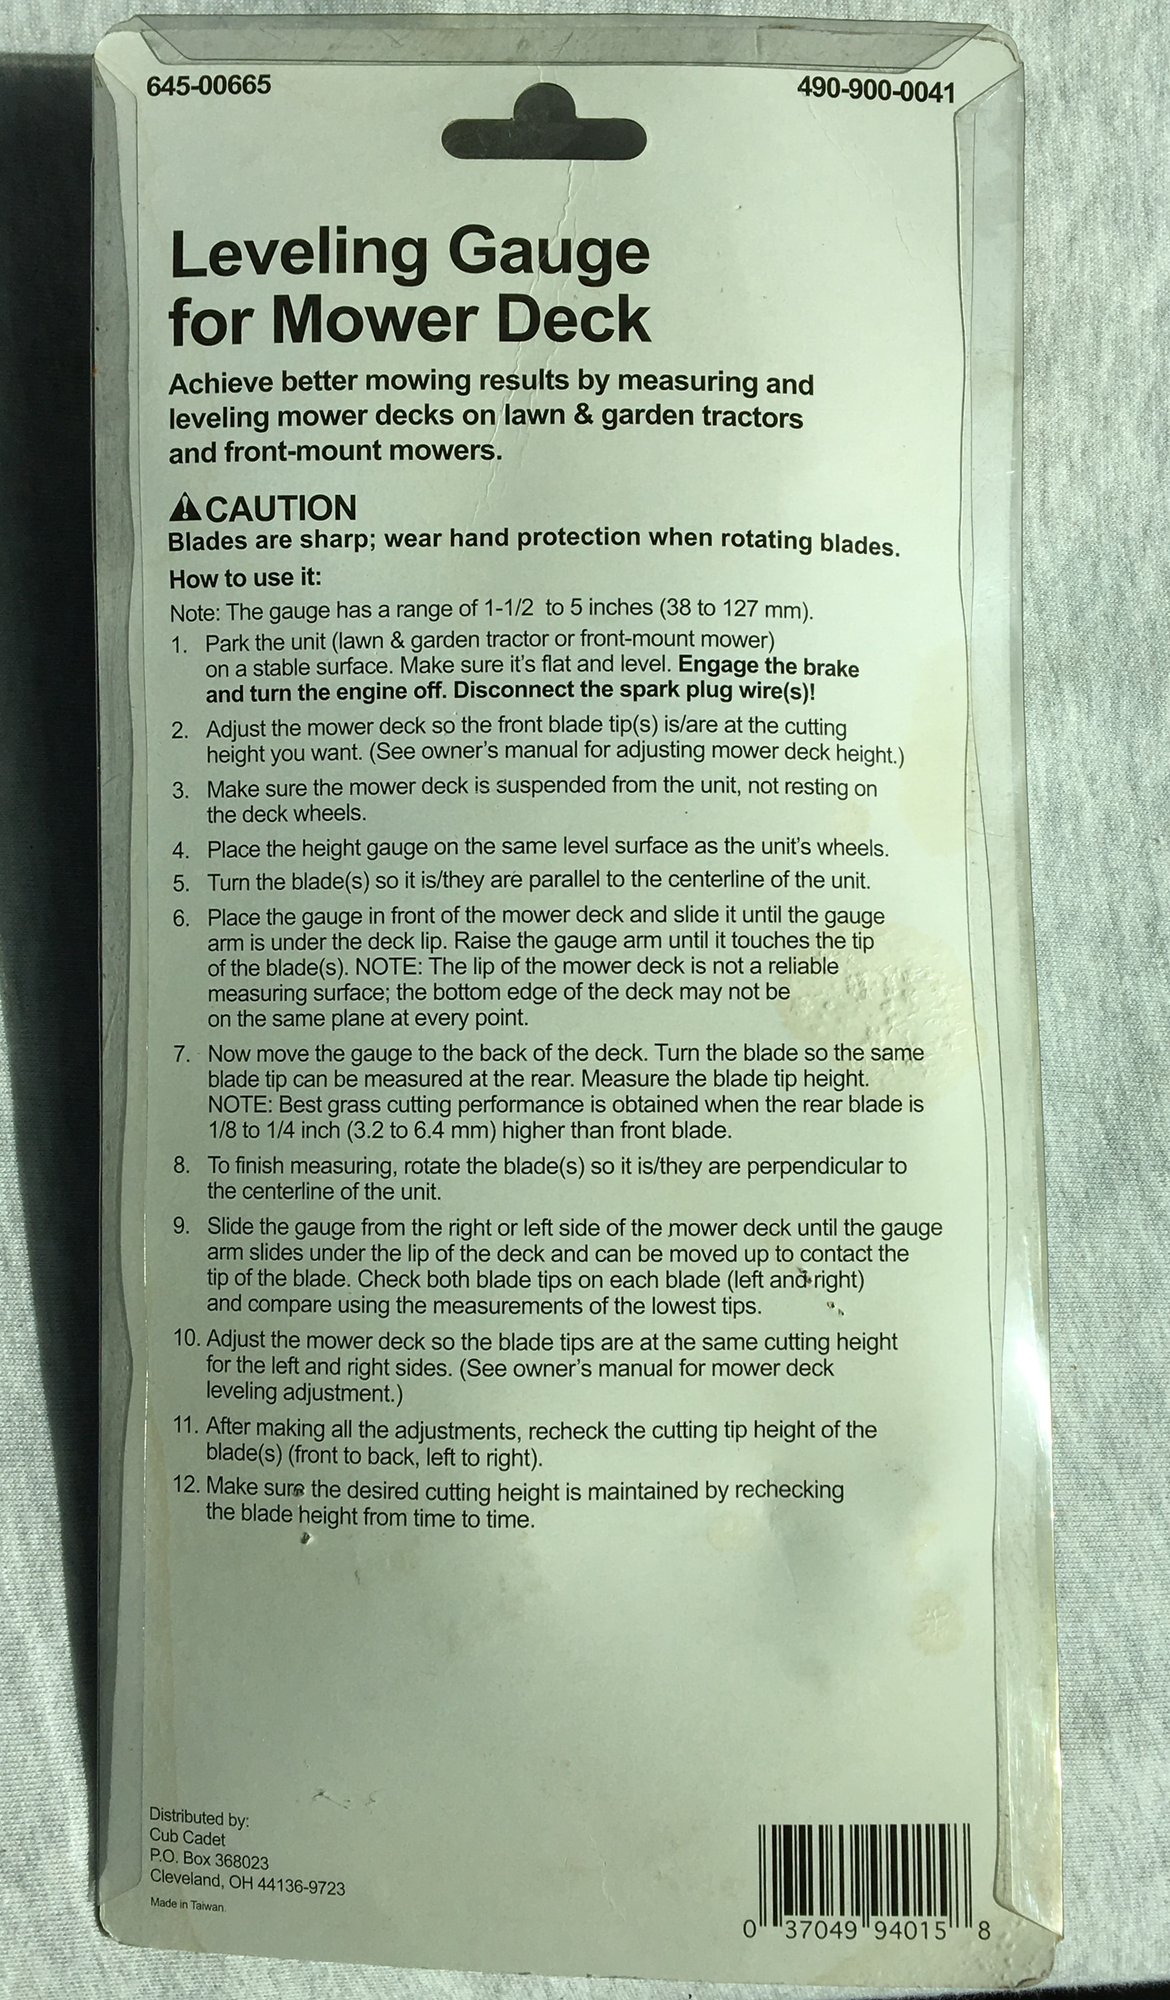 645-00665
490-900-0041
Leveling Gauge
for Mower Deck
Achieve better mowing results by measuring and
leveling mower decks on lawn & garden tractors
and front-mount mowers.
⚠CAUTION
Blades are sharp; wear hand protection when rotating blades.
How to use it:
Note: The gauge has a range of 1-1/2 to 5 inches (38 to 127 mm).
1. Park the unit (lawn & garden tractor or front-mount mower)
on a stable surface. Make sure it's flat and level. Engage the brake
and turn the engine off. Disconnect the spark plug wire(s)!
2. Adjust the mower deck so the front blade tip(s) is/are at the cutting
height you want. (See owner's manual for adjusting mower deck height.)
3. Make sure the mower deck is suspended from the unit, not resting on
the deck wheels.
4. Place the height gauge on the same level surface as the unit's wheels.
5. Turn the blade(s) so it is/they are parallel to the centerline of the unit.
6. Place the gauge in front of the mower deck and slide it until the gauge
arm is under the deck lip. Raise the gauge arm until it touches the tip
of the blade(s). NOTE: The lip of the mower deck is not a reliable
measuring surface; the bottom edge of the deck may not be
on the same plane at every point.
7. Now move the gauge to the back of the deck. Turn the blade so the same
blade tip can be measured at the rear. Measure the blade tip height.
NOTE: Best grass cutting performance is obtained when the rear blade is
1/8 to 1/4 inch (3.2 to 6.4 mm) higher than front blade.
8. To finish measuring, rotate the blade(s) so it is/they are perpendicular to
the centerline of the unit.
9. Slide the gauge from the right or left side of the mower deck until the gauge
arm slides under the lip of the deck and can be moved up to contact the
tip of the blade. Check both blade tips on each blade (left and right)
and compare using the measurements of the lowest tips.
10. Adjust the mower deck so the blade tips are at the same cutting height
for the left and right sides. (See owner's manual for mower deck
leveling adjustment.)
11. After making all the adjustments, recheck the cutting tip height of the
blade(s) (front to back, left to right).
12. Make sure the desired cutting height is maintained by rechecking
the blade height from time to time.
Distributed by:
Cub Cadet
P.O. Box 368023
Cleveland, OH 44136-9723
Made in Taiwan.
0 37049 94015 8